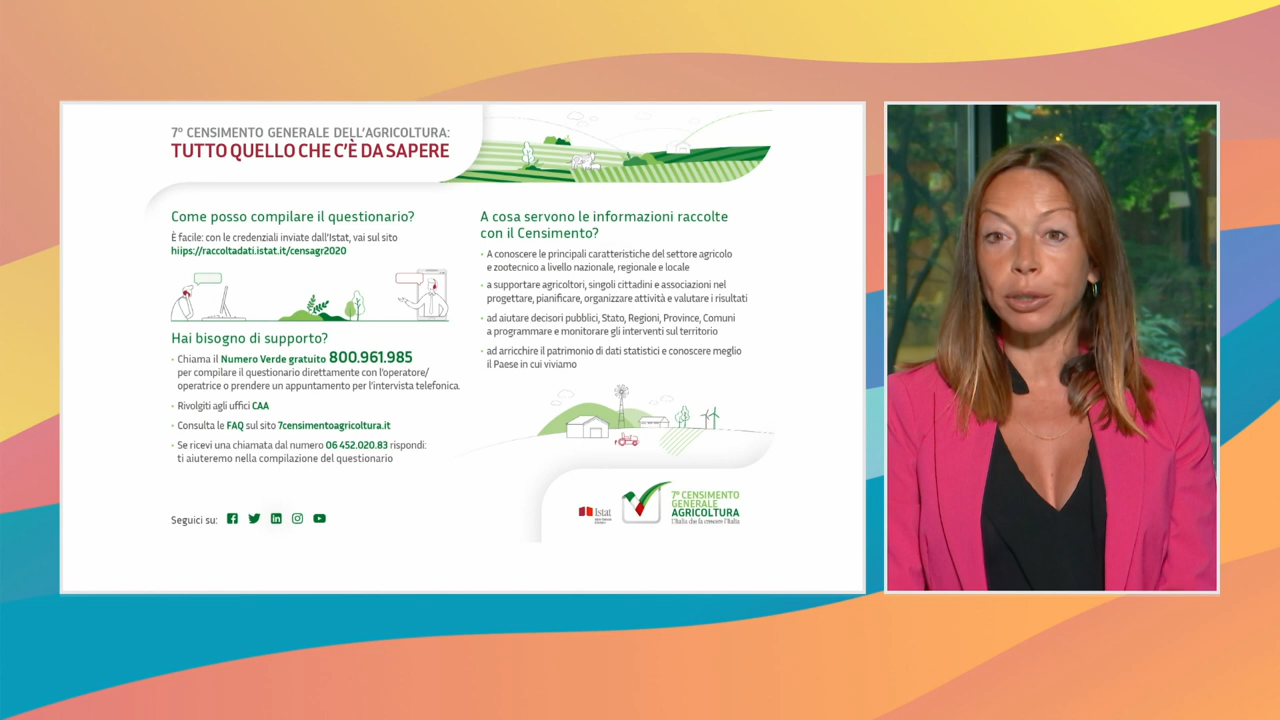 7° CENSIMENTO GENERALE DELL'AGRICOLTURA:
TUTTO QUELLO CHE C'È DA SAPERE
Come posso compilare il questionario?
È facile: con le credenziali inviate dall'Istat, vai sul sito
hiips://raccoltadati.istat.it/censagr2020
Hai bisogno di supporto?
• Chiama il Numero Verde gratuito 800.961.985
per compilare il questionario direttamente con l'operatore/
operatrice o prendere un appuntamento per l'intervista telefonica.
• Rivolgiti agli uffici CAA
• Consulta le FAQ sul sito 7censimentoagricoltura.it
• Se ricevi una chiamata dal numero 06 452.020.83 rispondi:
ti aiuteremo nella compilazione del questionario
Seguici su:
A cosa servono le informazioni raccolte
con il Censimento?
• A conoscere le principali caratteristiche del settore agricolo
e zootecnico a livello nazionale, regionale e locale
• a supportare agricoltori, singoli cittadini e associazioni nel
progettare, pianificare, organizzare attività e valutare i risultati
• ad aiutare decisori pubblici, Stato, Regioni, Province, Comuni
a programmare e monitorare gli interventi sul territorio
• ad arricchire il patrimonio di dati statistici e conoscere meglio
il Paese in cui viviamo
Istat
7° CENSIMENTO
GENERALE
AGRICOLTURA
L'Italia che fa crescere l'Italia